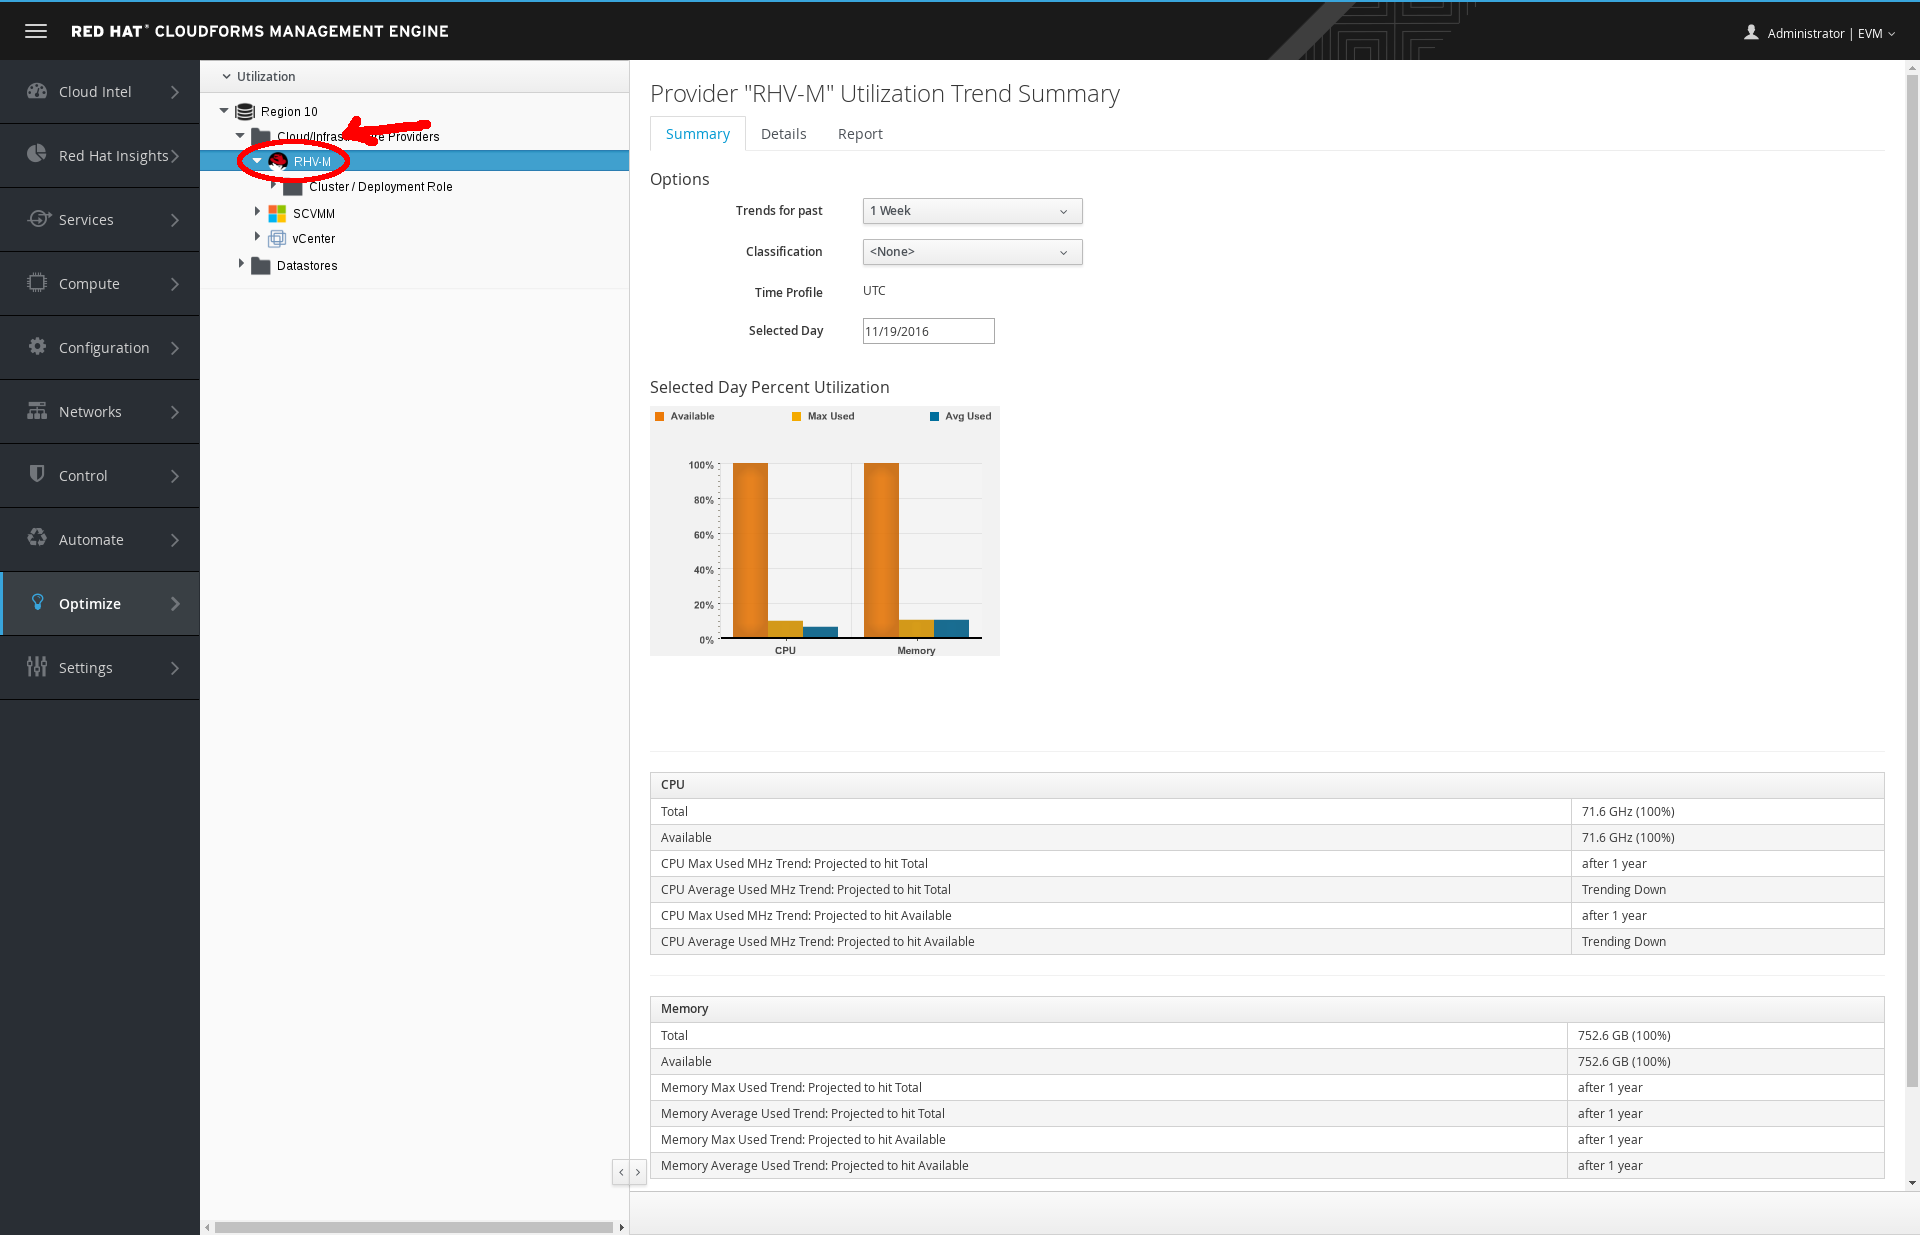 RED HAT® CLOUDFORMS MANAGEMENT ENGINE
Administrator | EVM
Cloud Intel
Red Hat Insights
Services
Compute
Configuration
Networks
Control
Automate
Optimize
Settings
Utilization
Region 10
Cloud/Infras e Providers
RHV-M
Cluster / Deployment Role
SCVMM
vCenter
Datastores
Provider "RHV-M" Utilization Trend Summary
Summary Details Report
Options
Trends for past 1 Week
Classification <None>
Time Profile UTC
Selected Day 11/19/2016
Selected Day Percent Utilization
Available Max Used Avg Used
100%
80%
60%
40%
20%
0%
CPU Memory
CPU
Total 71.6 GHz (100%)
Available 71.6 GHz (100%)
CPU Max Used MHz Trend: Projected to hit Total after 1 year
CPU Average Used MHz Trend: Projected to hit Total Trending Down
CPU Max Used MHz Trend: Projected to hit Available after 1 year
CPU Average Used MHz Trend: Projected to hit Available Trending Down
Memory
Total 752.6 GB (100%)
Available 752.6 GB (100%)
Memory Max Used Trend: Projected to hit Total after 1 year
Memory Average Used Trend: Projected to hit Total after 1 year
Memory Max Used Trend: Projected to hit Available after 1 year
Memory Average Used Trend: Projected to hit Available after 1 year